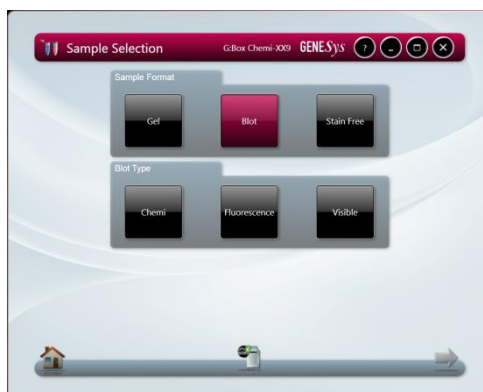 Sample Selection G:Box Chemi-XX9 GENESys ?
Sample Format
Gel Blot Stain Free
Blot Type
Chemi Fluorescence Visible